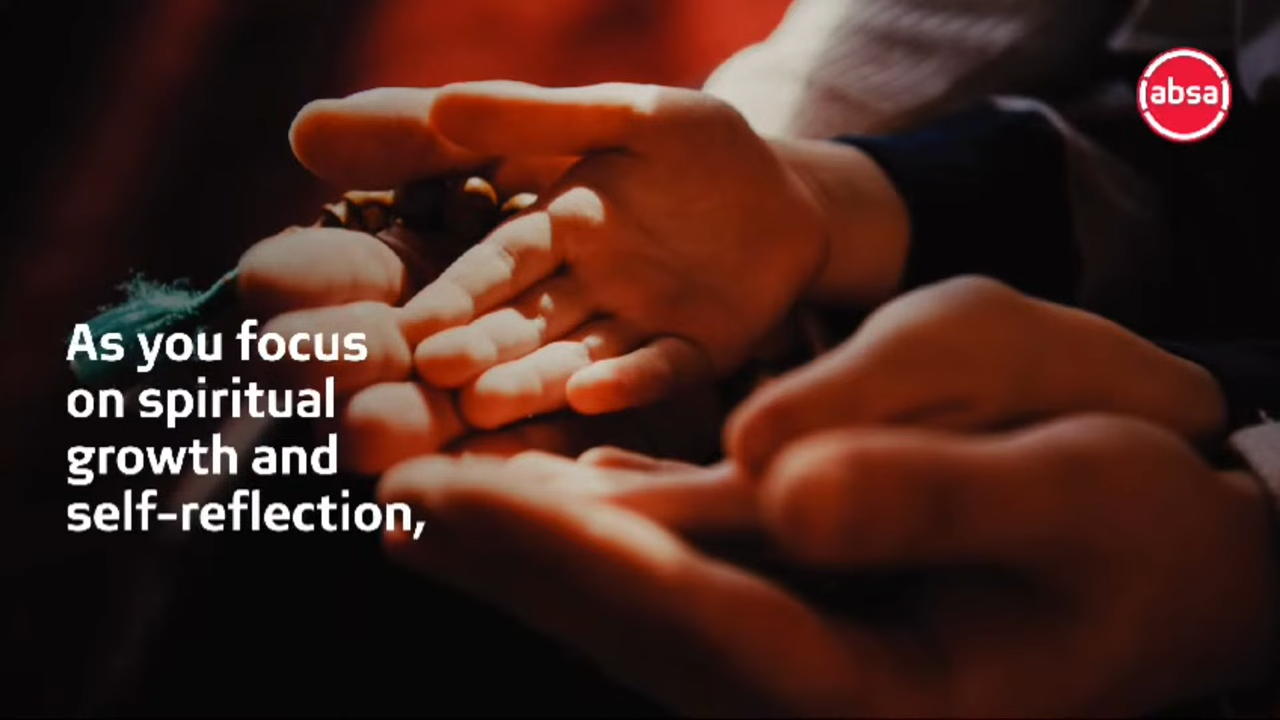 absa
As you focus
on spiritual
growth and
self-reflection,